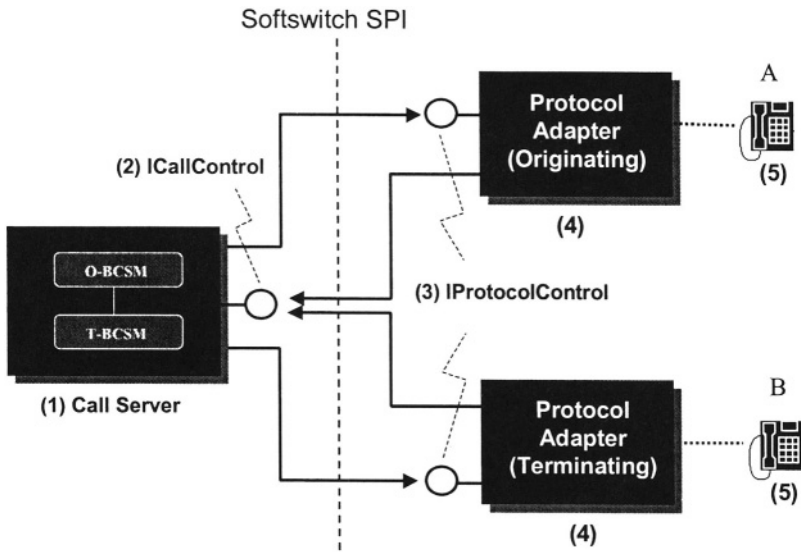 Softswitch SPI
A
Protocol
Adapter
(Originating)
(5)
(2) ICallControl
(4)
O-BCSM
(3) IProtocolControl
T-BCSM
B
(1) Call Server
Protocol
Adapter
(Terminating)
(5)
(4)